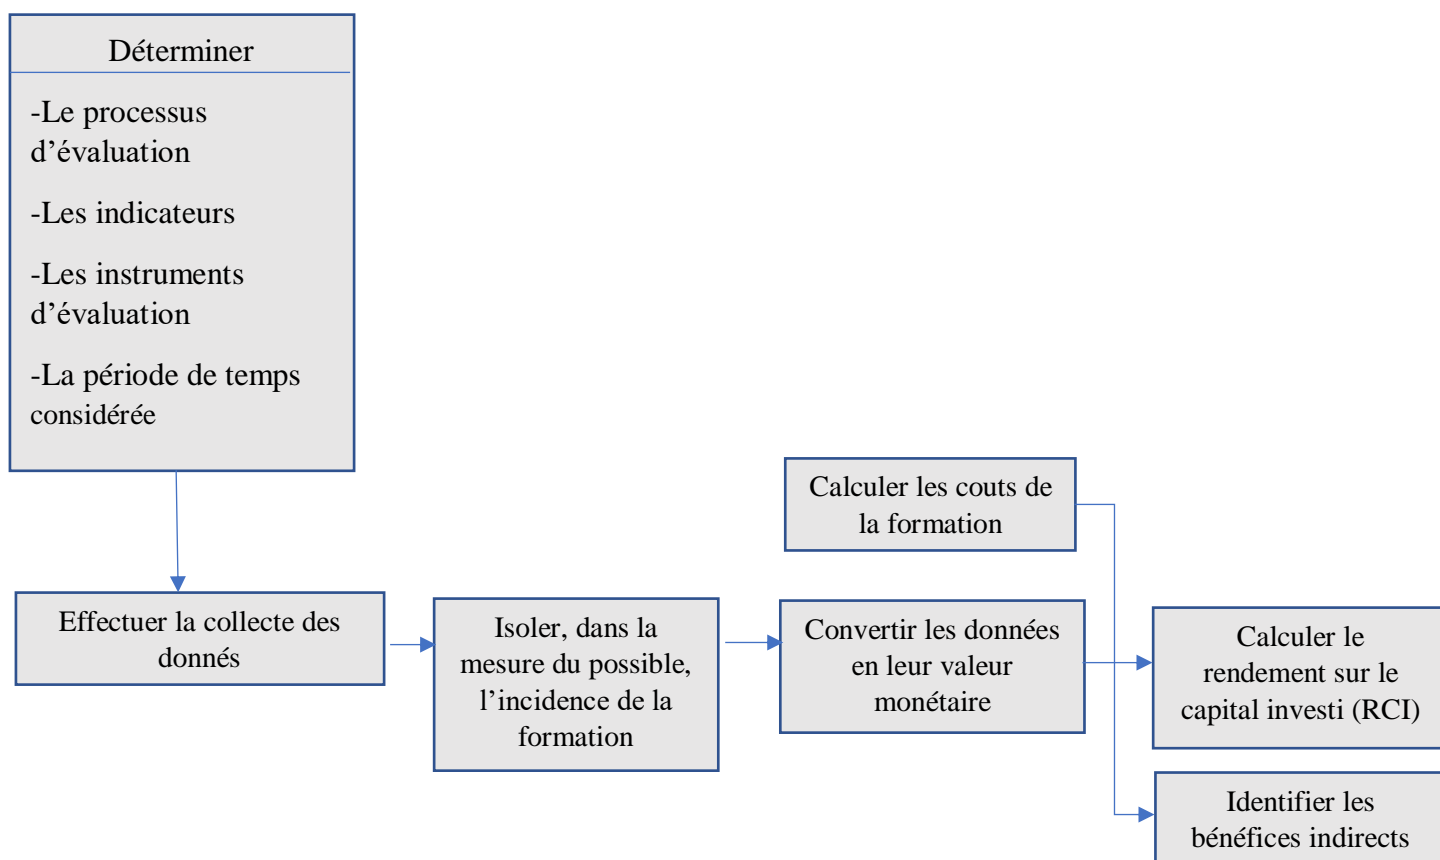 Déterminer
-Le processus
d’évaluation
-Les indicateurs
-Les instruments
d’évaluation
-La période de temps
considérée
Effectuer la collecte des
donnés
Isoler, dans la
mesure du possible,
l’incidence de la
formation
Calculer les couts de
la formation
Convertir les données
en leur valeur
monétaire
Calculer le
rendement sur le
capital investi (RCI)
Identifier les
bénéfices indirects